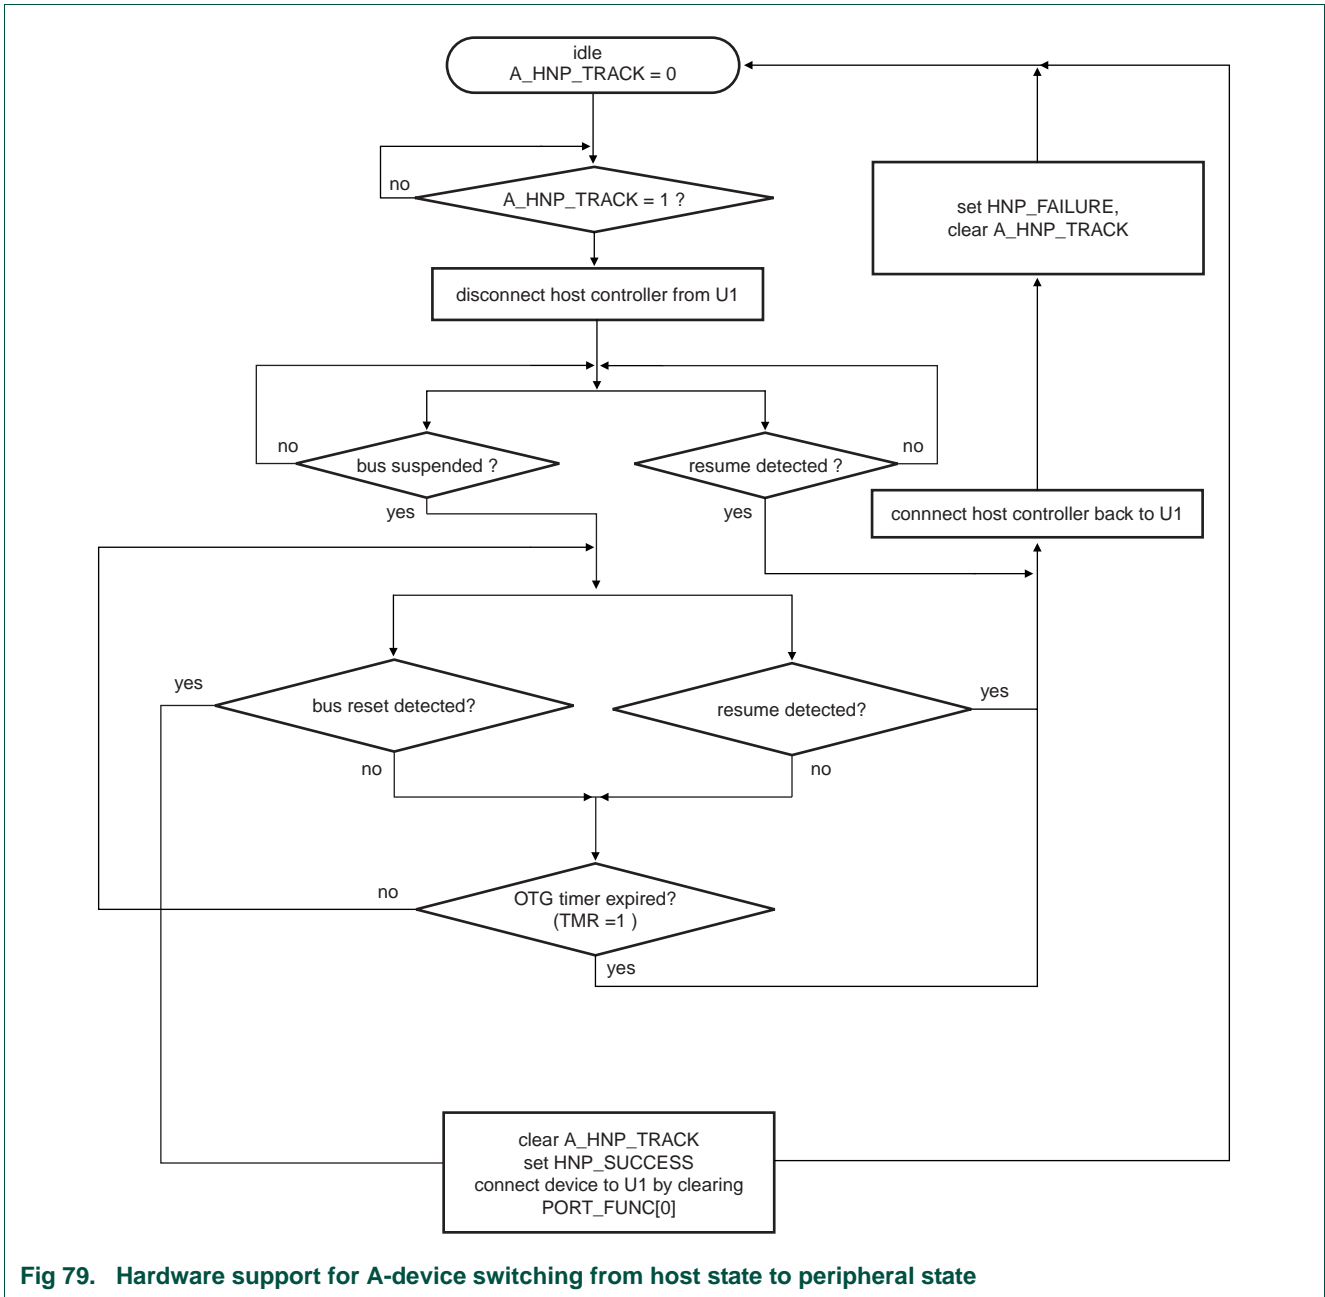 idle
A_HNP_TRACK = 0
no
A_HNP_TRACK = 1 ?
set HNP_FAILURE,
clear A_HNP_TRACK
disconnect host controller from U1
no
bus suspended ?
resume detected ?
no
yes
yes
connnect host controller back to U1
yes
bus reset detected?
resume detected?
yes
no
no
no
OTG timer expired?
(TMR =1 )
yes
clear A_HNP_TRACK
set HNP_SUCCESS
connect device to U1 by clearing
PORT_FUNC[0]
Fig 79. Hardware support for A-device switching from host state to peripheral state